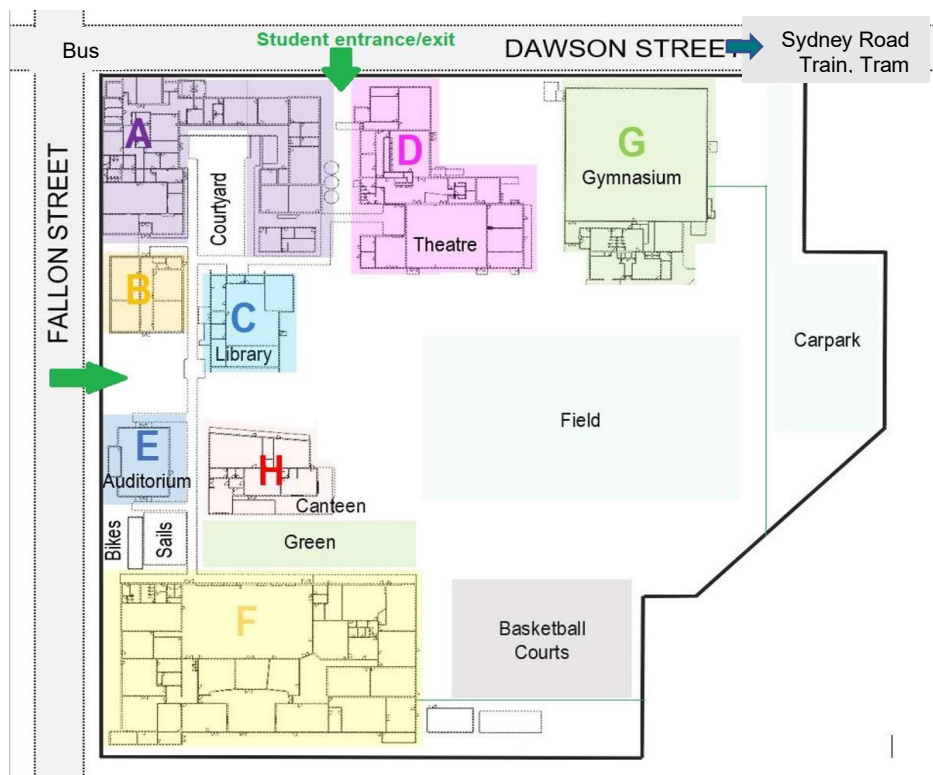 Bus
Student entrance/exit
DAWSON STREET
Sydney Road
Train, Tram
FALLON STREET
A
Courtyard
D
Theatre
G
Gymnasium
B
C
Library
Carpark
Field
E
Auditorium
H
Canteen
Bikes
Sails
Green
F
Basketball
Courts